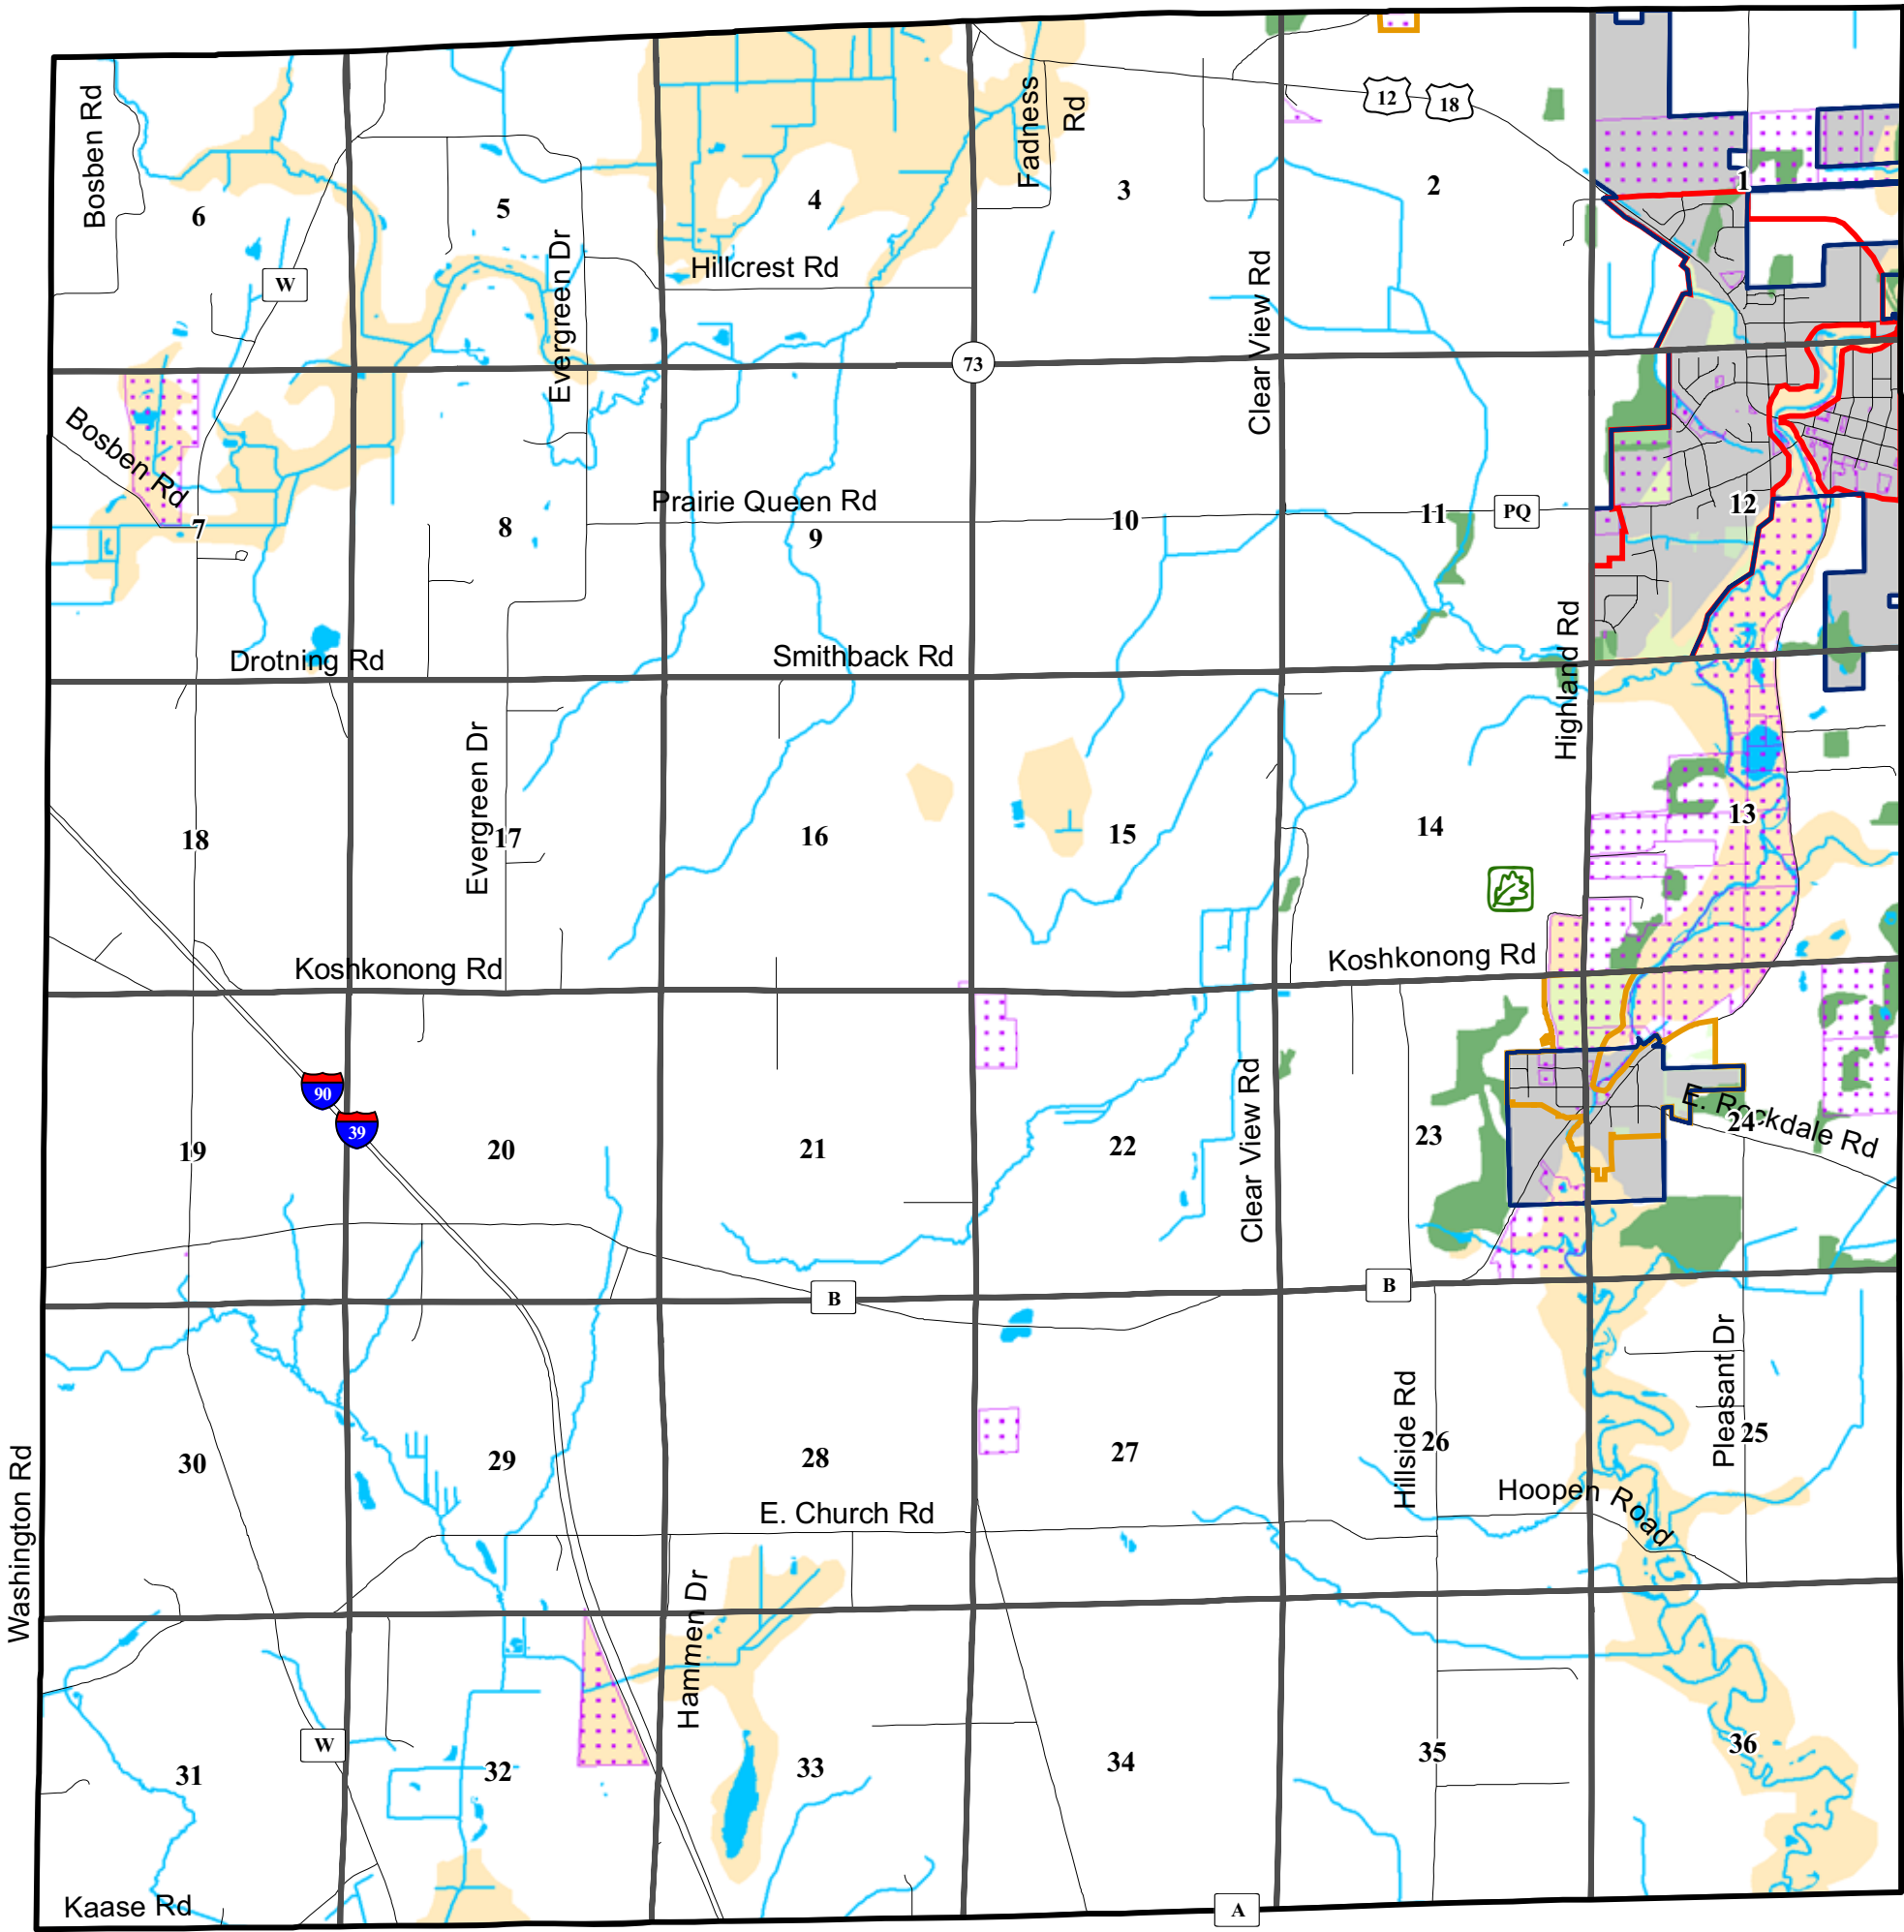 Bosben Rd
Fadness
Rd
12
18
6
5
4
3
2
1
W
Evergreen Dr
Hillcrest Rd
Clear View Rd
73
Bosben Rd
7
8
Prairie Queen Rd
9
10
11
PQ
12
Drotning Rd
Smithback Rd
Highland Rd
18
Evergreen Dr
17
16
15
14
13
Koshkonong Rd
Koshkonong Rd
90
39
19
20
21
22
Clear View Rd
23
E. Rockdale Rd
24
B
B
Washington Rd
30
29
28
27
Hillside Rd
26
Pleasant Dr
25
E. Church Rd
Hoopen Road
Hammen Dr
31
W
32
33
34
35
36
Kaase Rd
A